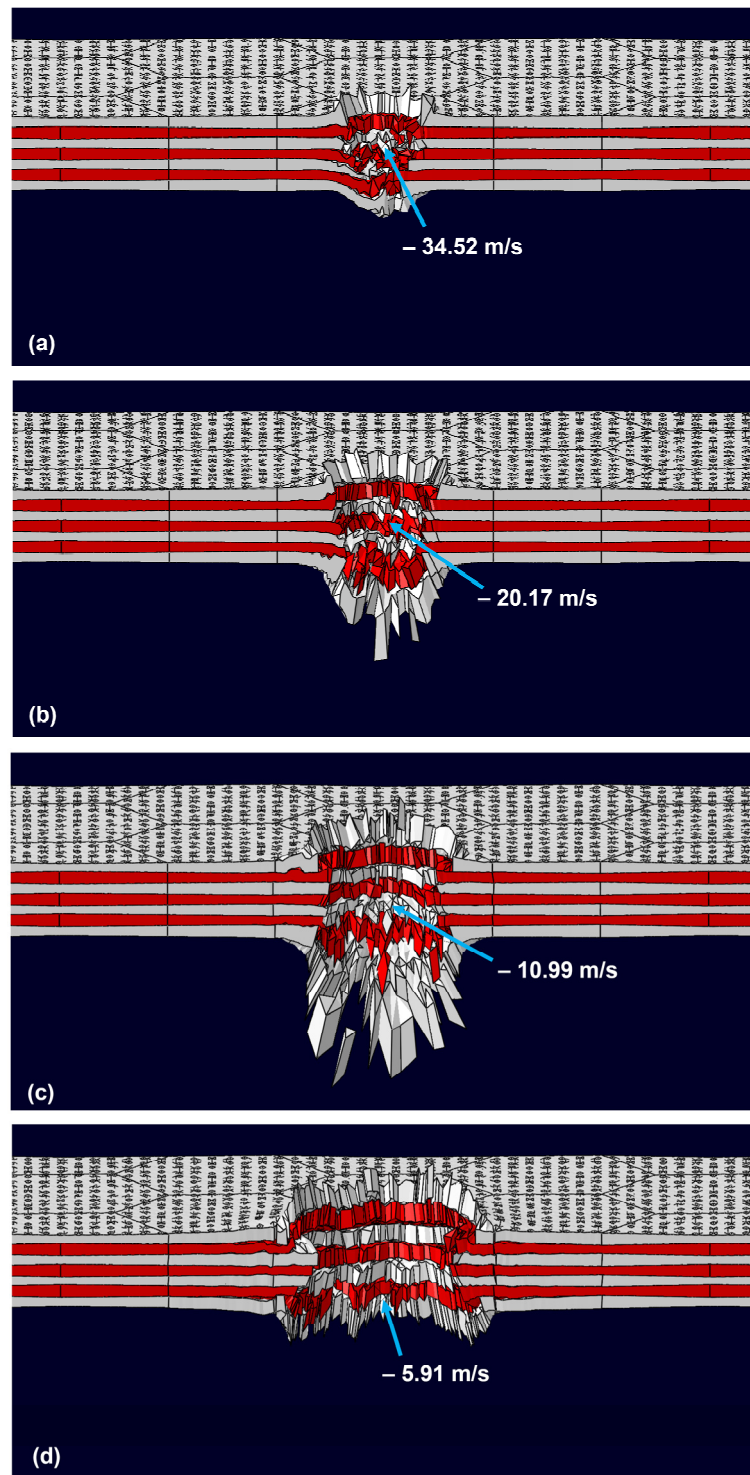 – 34.52 m/s
(a)
– 20.17 m/s
(b)
– 10.99 m/s
(c)
– 5.91 m/s
(d)